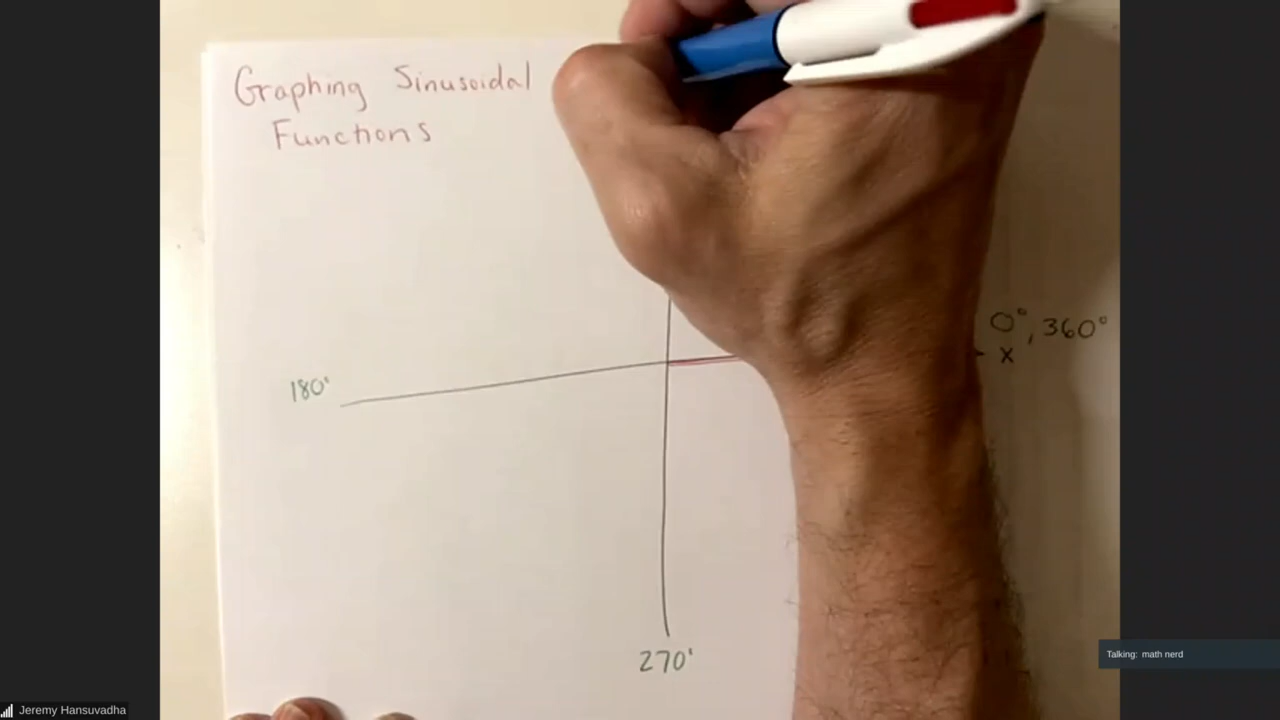 Graphing Sinusoidal
Functions
0°, 360°
x
180°
270°
Talking: math nerd
Jeremy Hansuvadha